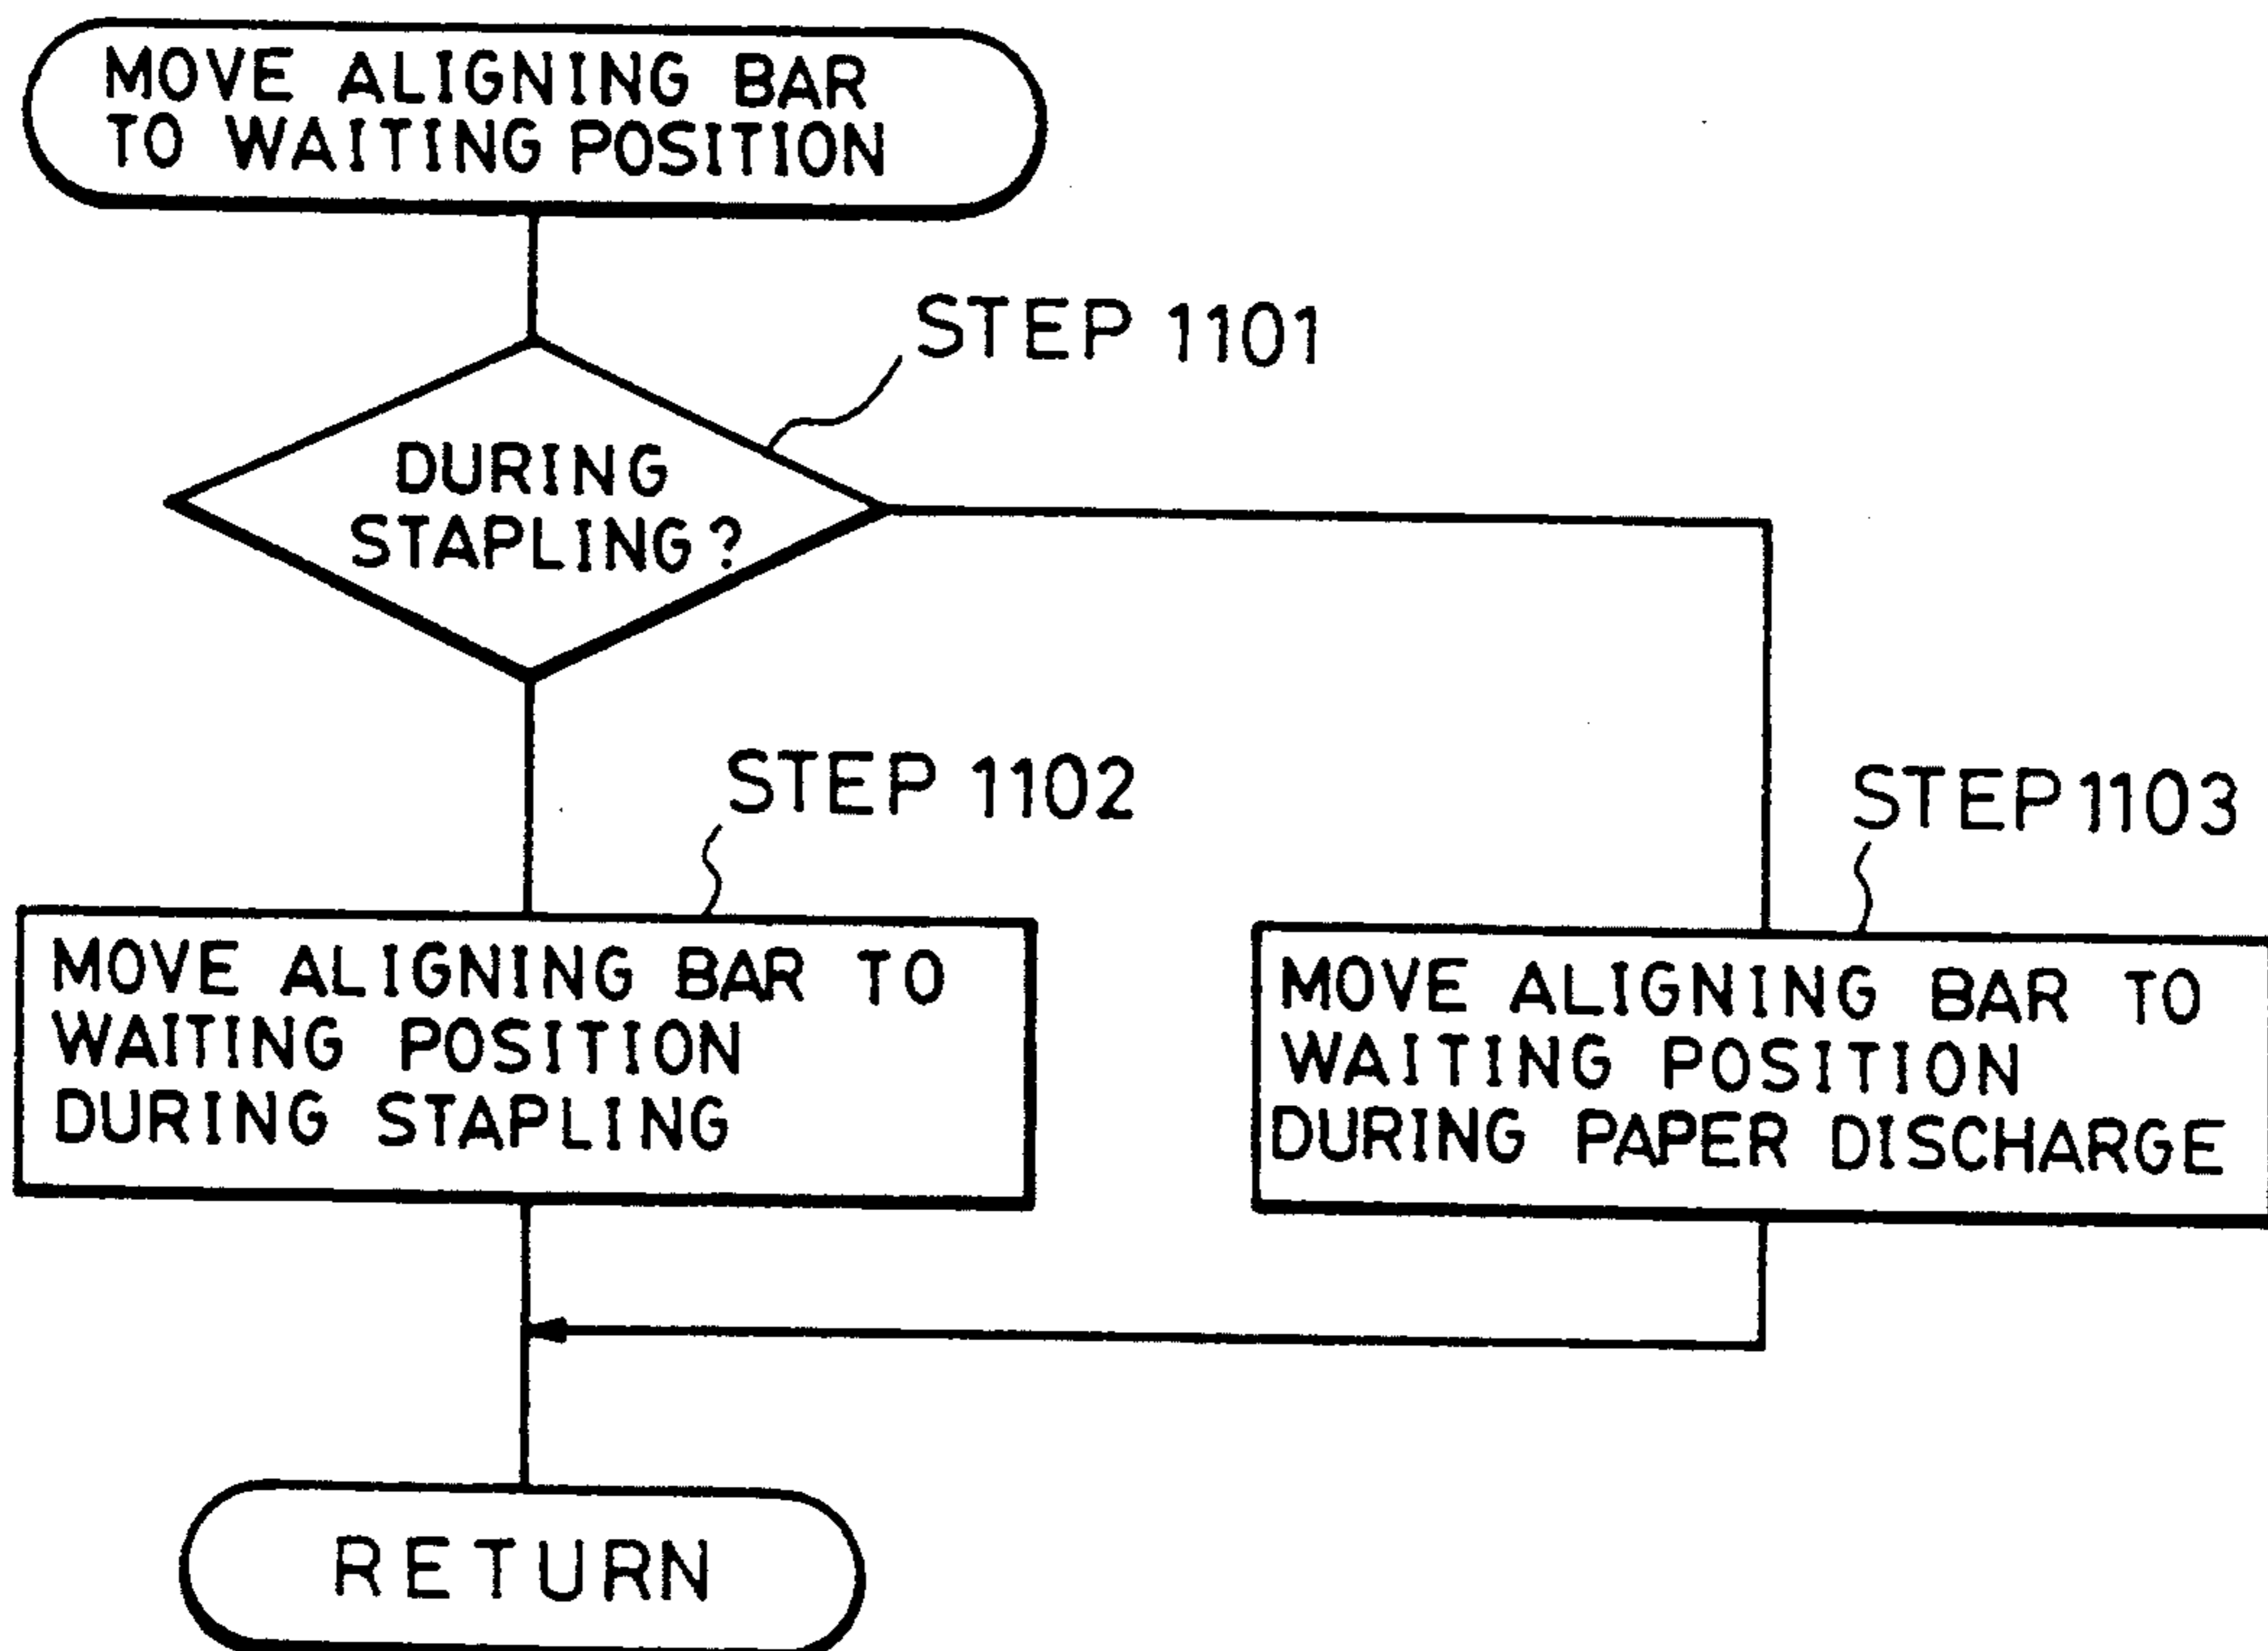 MOVE ALIGNING BAR
TO WAITING POSITION
STEP 1101
DURING
STAPLING?
STEP 1102
MOVE ALIGNING BAR TO
WAITING POSITION
DURING STAPLING
STEP 1103
MOVE ALIGNING BAR TO
WAITING POSITION
DURING PAPER DISCHARGE
RETURN